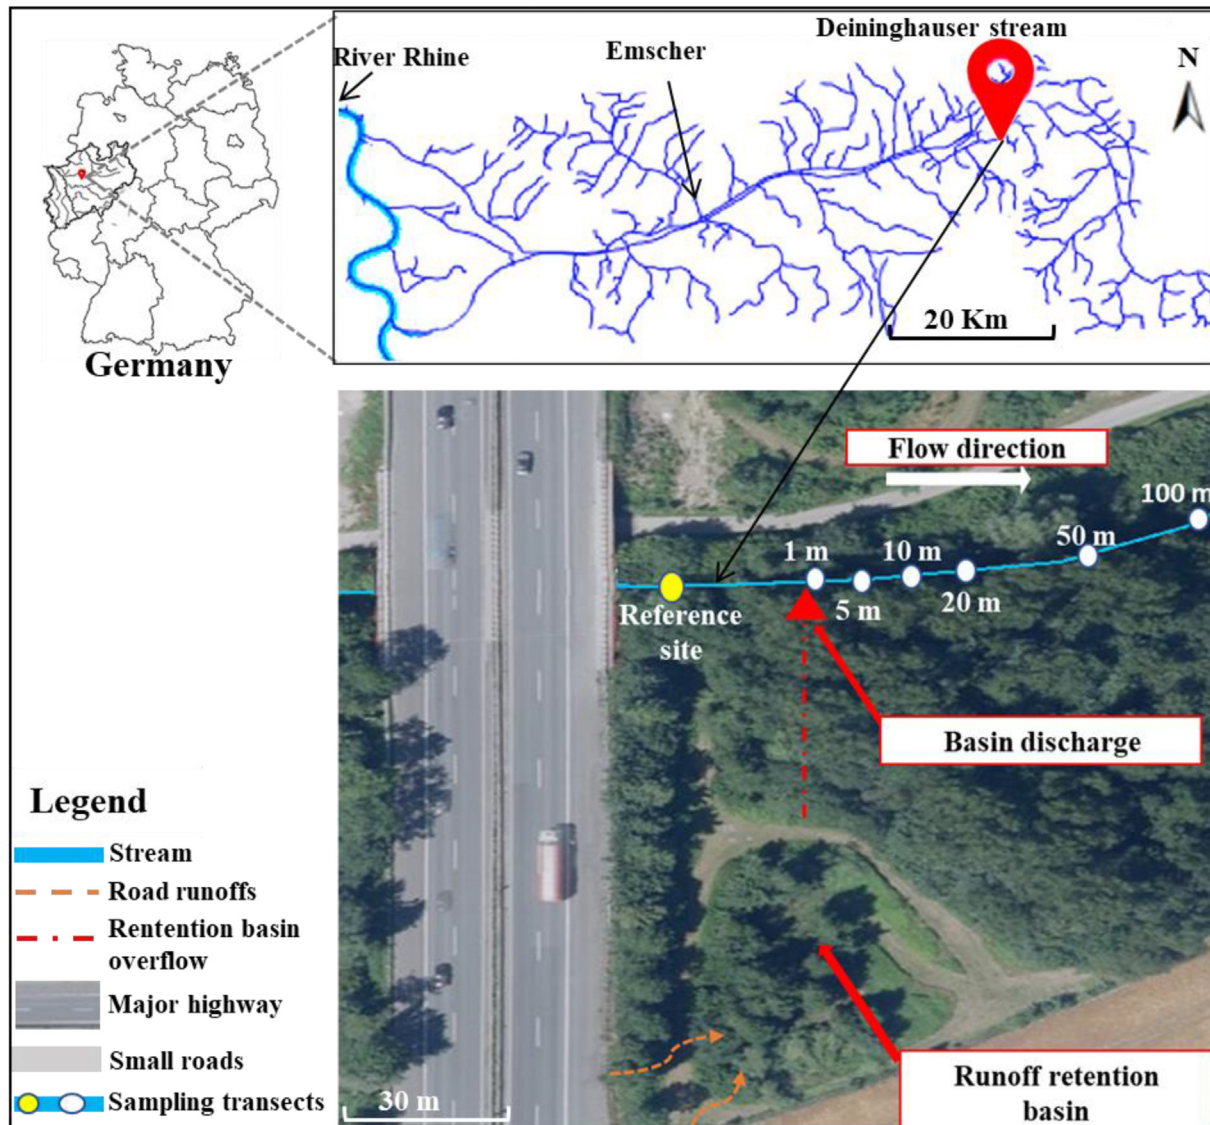 Deininghauser stream
River Rhine
Emscher
N
20 Km
Germany
Flow direction
100 m
50 m
1 m
10 m
5 m
20 m
Reference
site
Basin discharge
Legend
Stream
Road runoffs
Rentention basin
overflow
Major highway
Small roads
Sampling transects
30 m
Runoff retention
basin